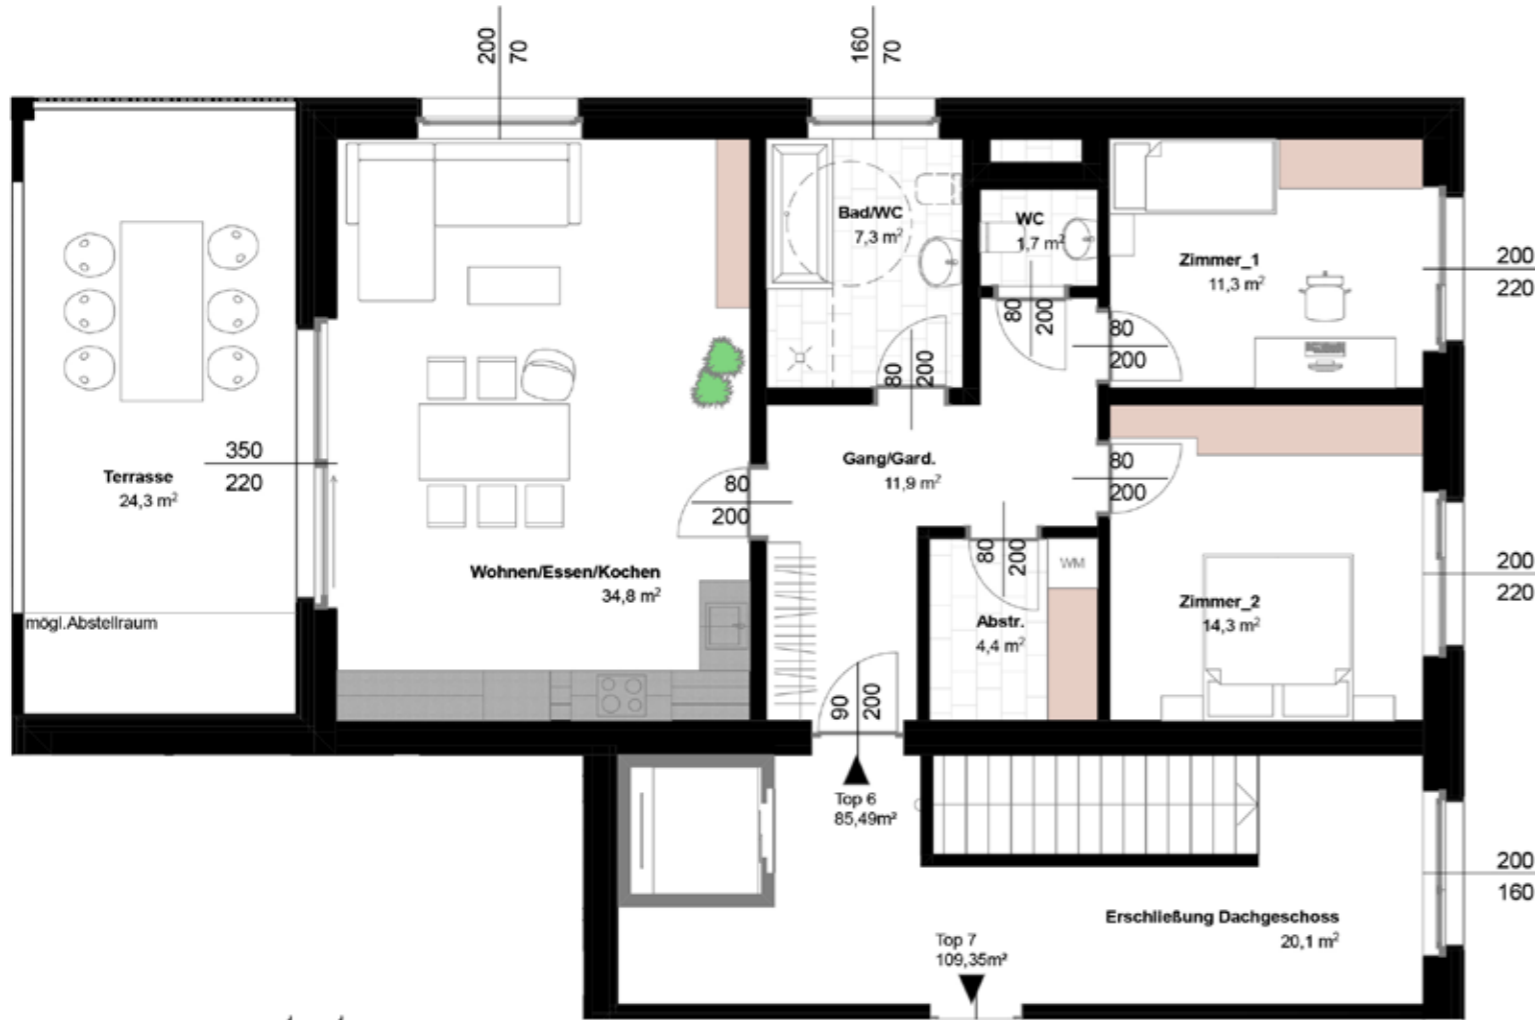 200
70
160
70
Bad/WC
7,3 m²
WC
1,7 m²
Zimmer_1
11,3 m²
200
220
80
200
80
200
80
200
350
220
Terrasse
24,3 m²
Gang/Gard.
11,9 m²
80
200
80
200
Wohnen/Essen/Kochen
34,8 m²
80
200
WM
200
220
Zimmer_2
14,3 m²
Abstr.
4,4 m²
mögl.Abstellraum
90
200
Top 6
85,49m²
200
160
Erschließung Dachgeschoss
20,1 m²
Top 7
109,35m²